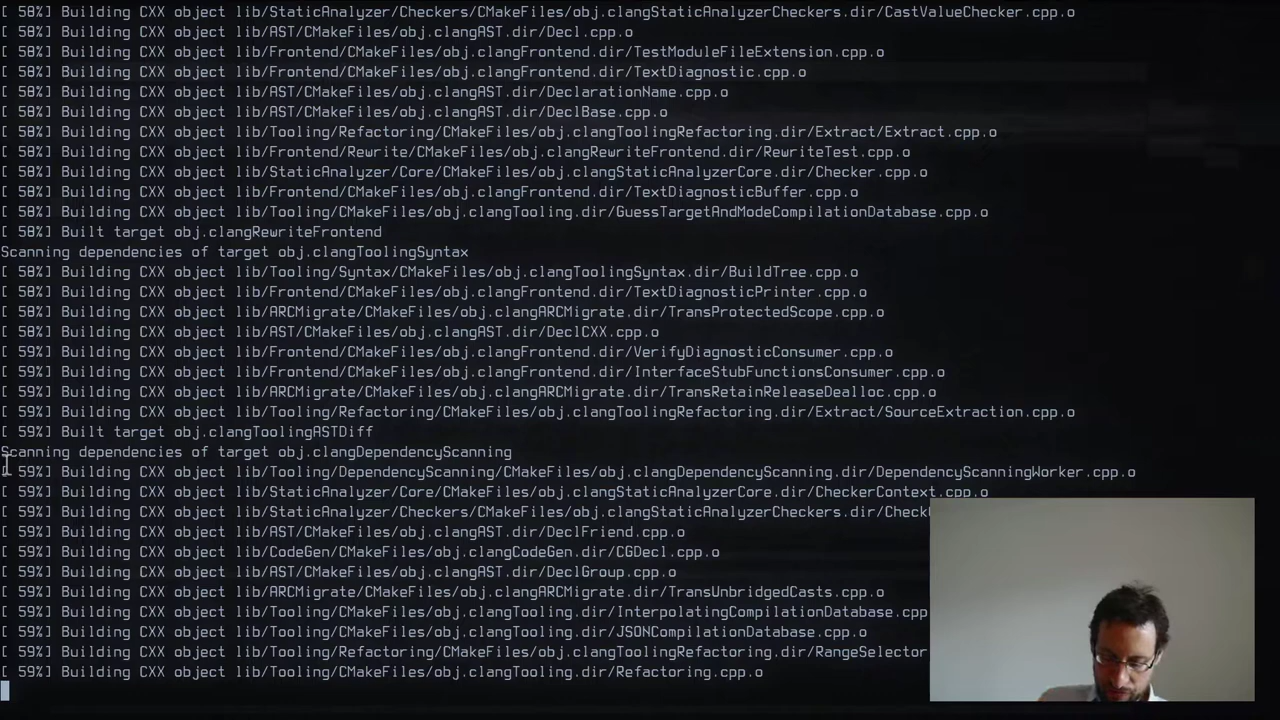 [ 58%] Building CXX object lib/StaticAnalyzer/Checkers/CMakeFiles/obj.clangStaticAnalyzerCheckers.dir/CastValueChecker.cpp.o
[ 58%] Building CXX object lib/AST/CMakeFiles/obj.clangAST.dir/Decl.cpp.o
[ 58%] Building CXX object lib/Frontend/CMakeFiles/obj.clangFrontend.dir/TestModuleFileExtension.cpp.o
[ 58%] Building CXX object lib/Frontend/CMakeFiles/obj.clangFrontend.dir/TextDiagnostic.cpp.o
[ 58%] Building CXX object lib/AST/CMakeFiles/obj.clangAST.dir/DeclarationName.cpp.o
[ 58%] Building CXX object lib/AST/CMakeFiles/obj.clangAST.dir/DeclBase.cpp.o
[ 58%] Building CXX object lib/Tooling/Refactoring/CMakeFiles/obj.clangToolingRefactoring.dir/Extract/Extract.cpp.o
[ 58%] Building CXX object lib/Frontend/Rewrite/CMakeFiles/obj.clangRewriteFrontend.dir/RewriteTest.cpp.o
[ 58%] Building CXX object lib/StaticAnalyzer/Core/CMakeFiles/obj.clangStaticAnalyzerCore.dir/Checker.cpp.o
[ 58%] Building CXX object lib/Frontend/CMakeFiles/obj.clangFrontend.dir/TextDiagnosticBuffer.cpp.o
[ 58%] Building CXX object lib/Tooling/CMakeFiles/obj.clangTooling.dir/GuessTargetAndModeCompilationDatabase.cpp.o
[ 58%] Built target obj.clangRewriteFrontend
Scanning dependencies of target obj.clangToolingSyntax
[ 58%] Building CXX object lib/Tooling/Syntax/CMakeFiles/obj.clangToolingSyntax.dir/BuildTree.cpp.o
[ 58%] Building CXX object lib/Frontend/CMakeFiles/obj.clangFrontend.dir/TextDiagnosticPrinter.cpp.o
[ 58%] Building CXX object lib/ARCMigrate/CMakeFiles/obj.clangARCMigrate.dir/TransProtectedScope.cpp.o
[ 58%] Building CXX object lib/AST/CMakeFiles/obj.clangAST.dir/DeclCXX.cpp.o
[ 59%] Building CXX object lib/Frontend/CMakeFiles/obj.clangFrontend.dir/VerifyDiagnosticConsumer.cpp.o
[ 59%] Building CXX object lib/Frontend/CMakeFiles/obj.clangFrontend.dir/InterfaceStubFunctionsConsumer.cpp.o
[ 59%] Building CXX object lib/ARCMigrate/CMakeFiles/obj.clangARCMigrate.dir/TransRetainReleaseDealloc.cpp.o
[ 59%] Building CXX object lib/Tooling/Refactoring/CMakeFiles/obj.clangToolingRefactoring.dir/Extract/SourceExtraction.cpp.o
[ 59%] Built target obj.clangToolingASTDiff
Scanning dependencies of target obj.clangDependencyScanning
[ 59%] Building CXX object lib/Tooling/DependencyScanning/CMakeFiles/obj.clangDependencyScanning.dir/DependencyScanningWorker.cpp.o
[ 59%] Building CXX object lib/StaticAnalyzer/Core/CMakeFiles/obj.clangStaticAnalyzerCore.dir/CheckerContext.cpp.o
[ 59%] Building CXX object lib/StaticAnalyzer/Checkers/CMakeFiles/obj.clangStaticAnalyzerCheckers.dir/Check
[ 59%] Building CXX object lib/AST/CMakeFiles/obj.clangAST.dir/DeclFriend.cpp.o
[ 59%] Building CXX object lib/CodeGen/CMakeFiles/obj.clangCodeGen.dir/CGDecl.cpp.o
[ 59%] Building CXX object lib/AST/CMakeFiles/obj.clangAST.dir/DeclGroup.cpp.o
[ 59%] Building CXX object lib/ARCMigrate/CMakeFiles/obj.clangARCMigrate.dir/TransUnbridgedCasts.cpp.o
[ 59%] Building CXX object lib/Tooling/CMakeFiles/obj.clangTooling.dir/InterpolatingCompilationDatabase.cpp
[ 59%] Building CXX object lib/Tooling/CMakeFiles/obj.clangTooling.dir/JSONCompilationDatabase.cpp.o
[ 59%] Building CXX object lib/Tooling/Refactoring/CMakeFiles/obj.clangToolingRefactoring.dir/RangeSelector
[ 59%] Building CXX object lib/Tooling/CMakeFiles/obj.clangTooling.dir/Refactoring.cpp.o